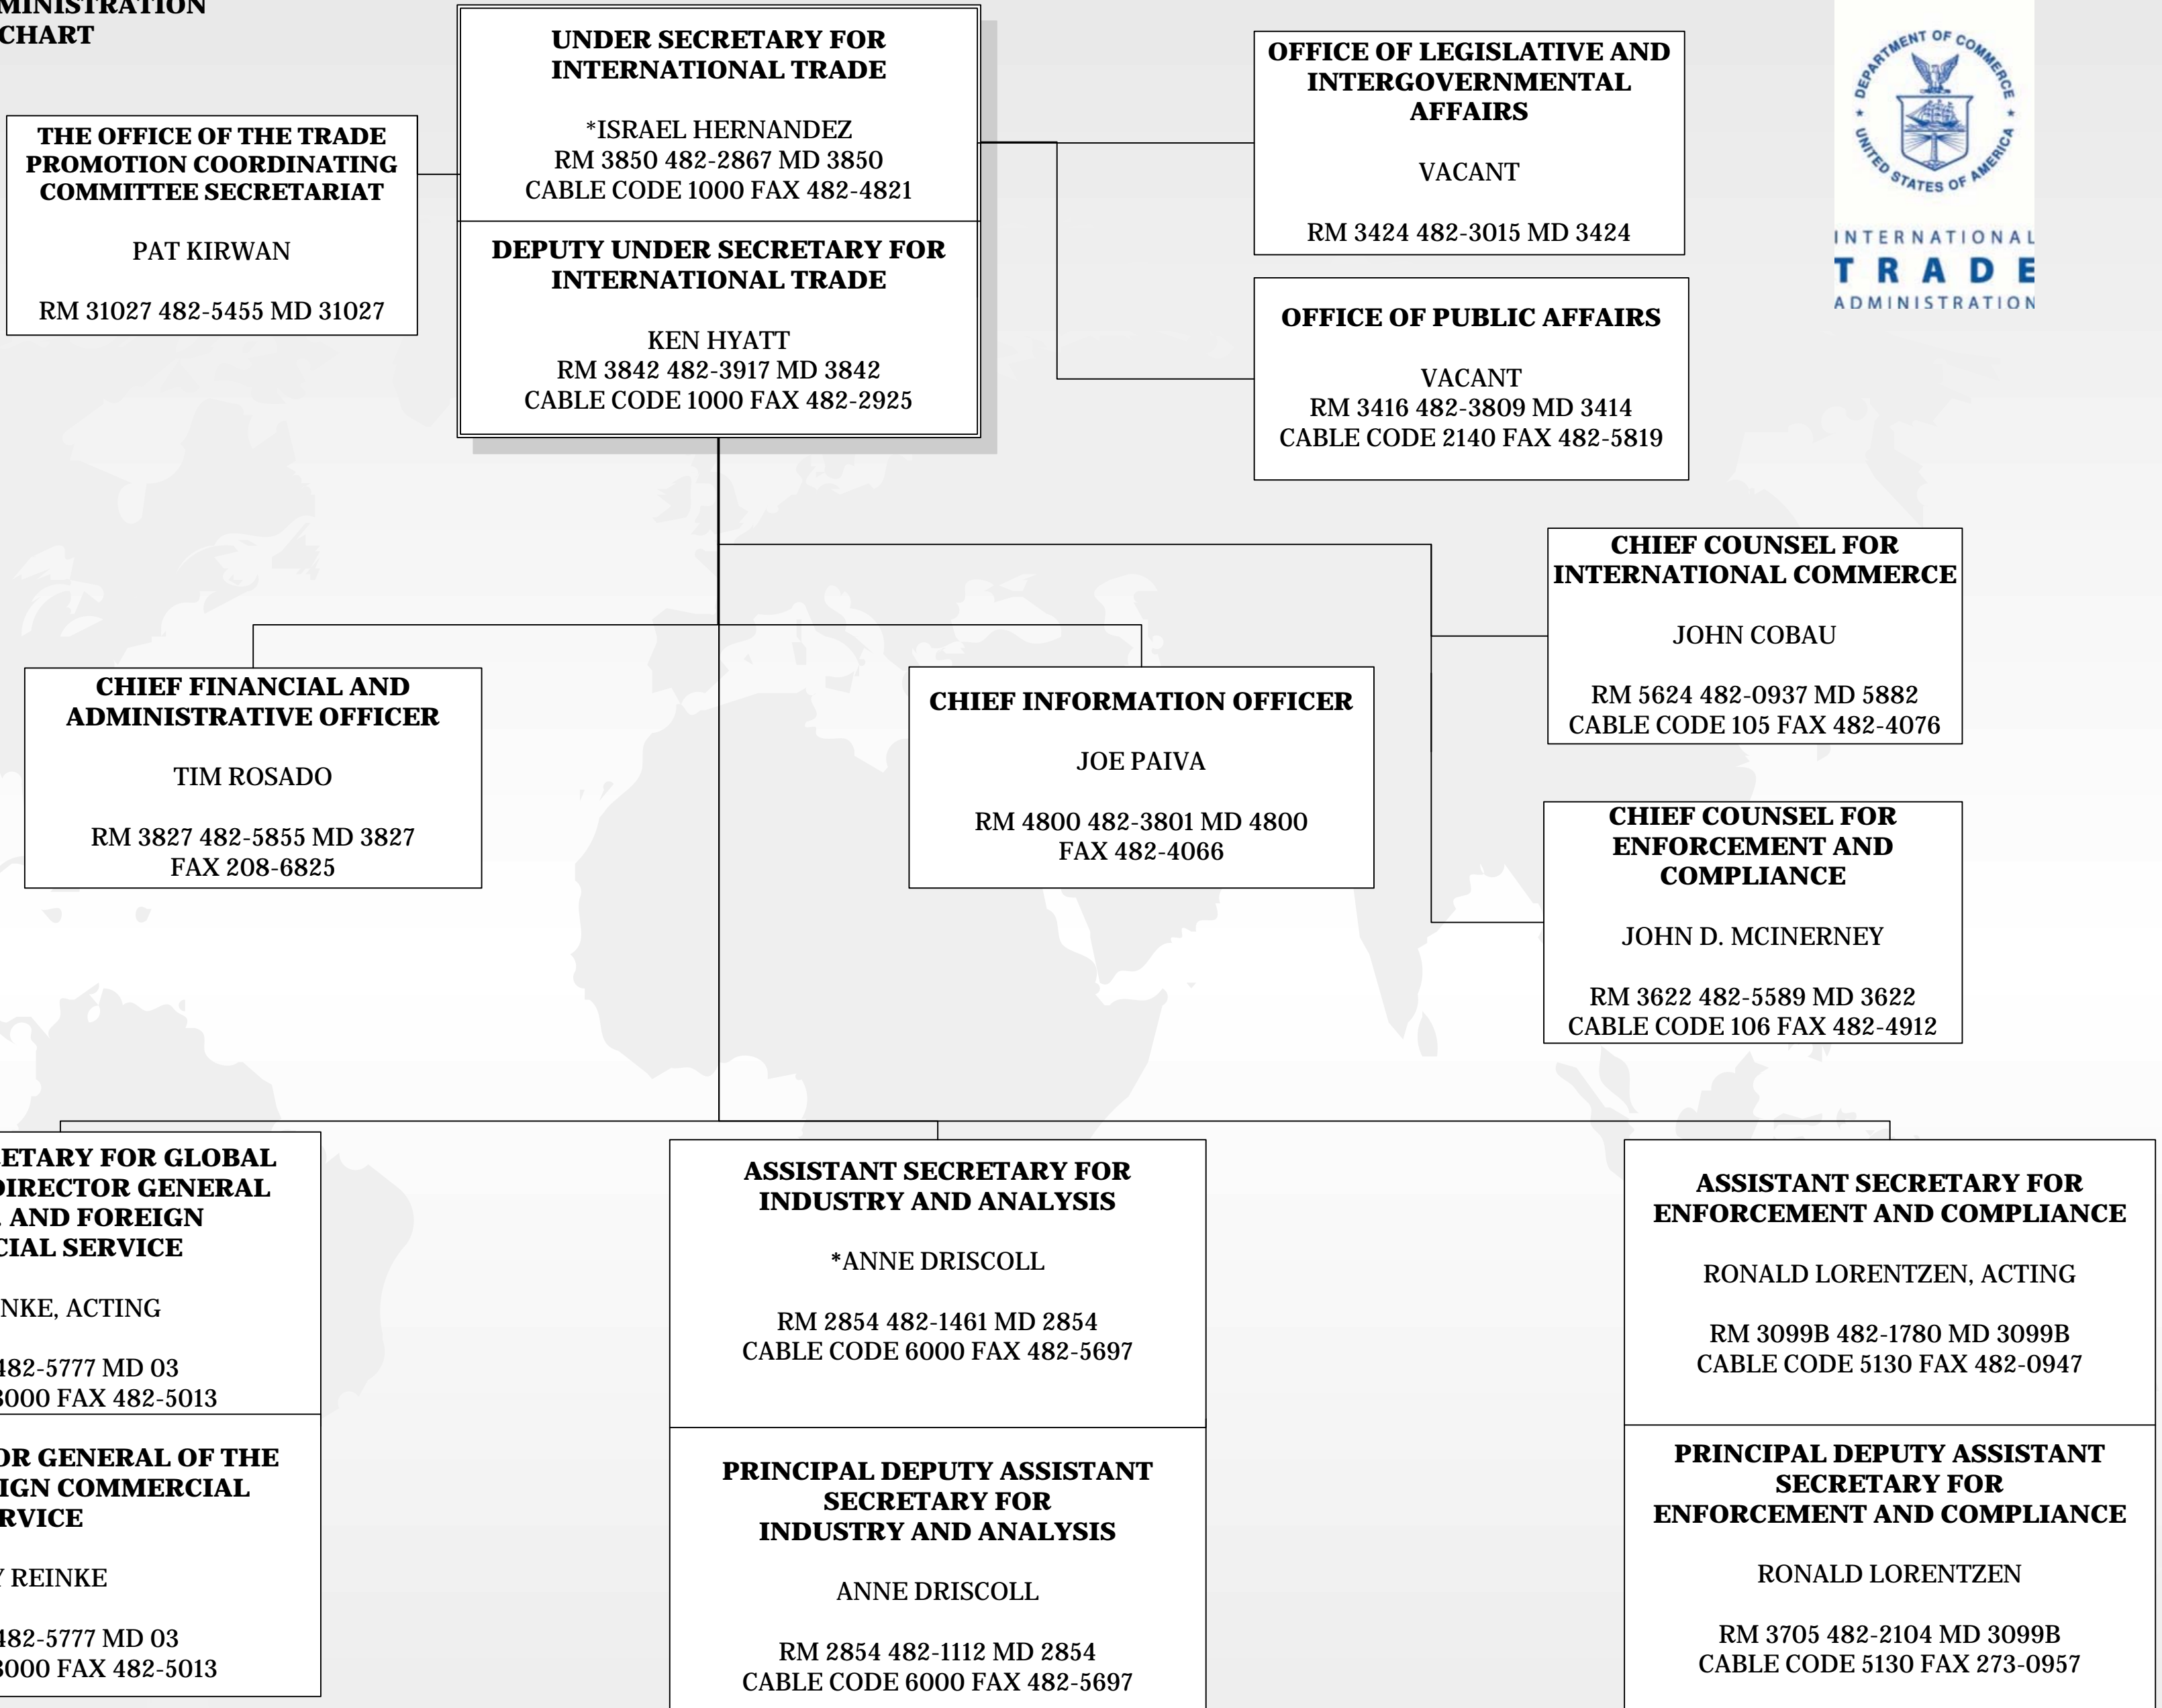 CHART
UNDER SECRETARY FOR
INTERNATIONAL TRADE
*ISRAEL HERNANDEZ
RM 3850 482-2867 MD 3850
CABLE CODE 1000 FAX 482-4821
DEPUTY UNDER SECRETARY FOR
INTERNATIONAL TRADE
KEN HYATT
RM 3842 482-3917 MD 3842
CABLE CODE 1000 FAX 482-2925
THE OFFICE OF THE TRADE
PROMOTION COORDINATING
COMMITTEE SECRETARIAT
PAT KIRWAN
RM 31027 482-5455 MD 31027
OFFICE OF LEGISLATIVE AND
INTERGOVERNMENTAL
AFFAIRS
VACANT
RM 3424 482-3015 MD 3424
OFFICE OF PUBLIC AFFAIRS
VACANT
RM 3416 482-3809 MD 3414
CABLE CODE 2140 FAX 482-5819
DEPARTMENT OF COMMERCE
UNITED STATES OF AMERICA
INTERNATIONAL
TRADE
ADMINISTRATION
CHIEF COUNSEL FOR
INTERNATIONAL COMMERCE
JOHN COBAU
RM 5624 482-0937 MD 5882
CABLE CODE 105 FAX 482-4076
CHIEF FINANCIAL AND
ADMINISTRATIVE OFFICER
TIM ROSADO
RM 3827 482-5855 MD 3827
FAX 208-6825
CHIEF INFORMATION OFFICER
JOE PAIVA
RM 4800 482-3801 MD 4800
FAX 482-4066
CHIEF COUNSEL FOR
ENFORCEMENT AND
COMPLIANCE
JOHN D. MCINERNEY
RM 3622 482-5589 MD 3622
CABLE CODE 106 FAX 482-4912
FOR GLOBAL
DIRECTOR GENERAL
AND FOREIGN
SERVICE
ACTING
482-5777 MD 03
FAX 482-5013
GENERAL OF THE
COMMERCIAL
REINKE
482-5777 MD 03
FAX 482-5013
ASSISTANT SECRETARY FOR
INDUSTRY AND ANALYSIS
*ANNE DRISCOLL
RM 2854 482-1461 MD 2854
CABLE CODE 6000 FAX 482-5697
PRINCIPAL DEPUTY ASSISTANT
SECRETARY FOR
INDUSTRY AND ANALYSIS
ANNE DRISCOLL
RM 2854 482-1112 MD 2854
CABLE CODE 6000 FAX 482-5697
ASSISTANT SECRETARY FOR
ENFORCEMENT AND COMPLIANCE
RONALD LORENTZEN, ACTING
RM 3099B 482-1780 MD 3099B
CABLE CODE 5130 FAX 482-0947
PRINCIPAL DEPUTY ASSISTANT
SECRETARY FOR
ENFORCEMENT AND COMPLIANCE
RONALD LORENTZEN
RM 3705 482-2104 MD 3099B
CABLE CODE 5130 FAX 273-0957